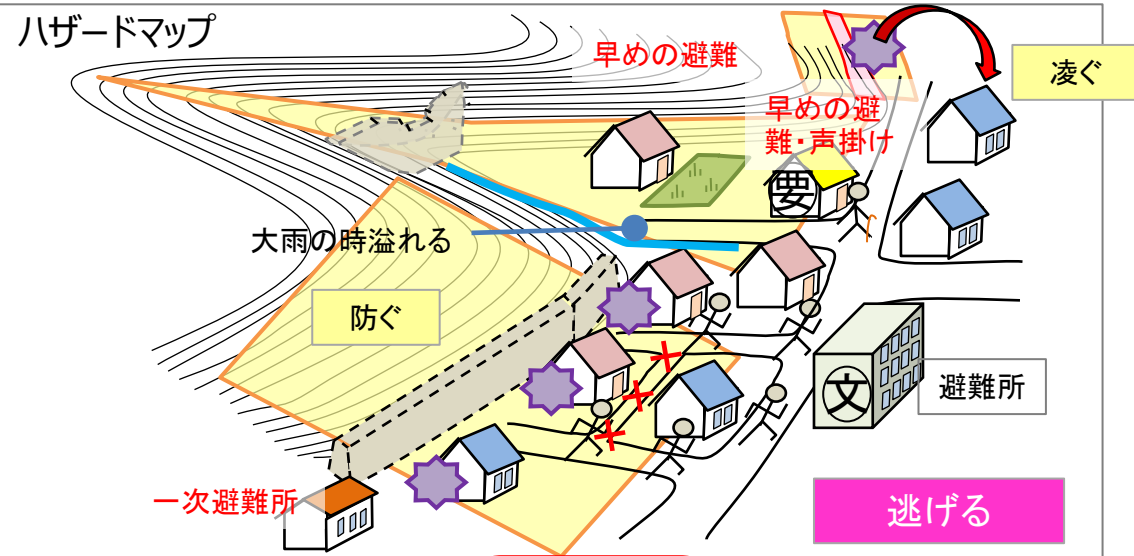 ハザードマップ
早めの避難
凌ぐ
早めの避
難・声掛け
要
大雨の時溢れる
防ぐ
文
避難所
一次避難所
逃げる